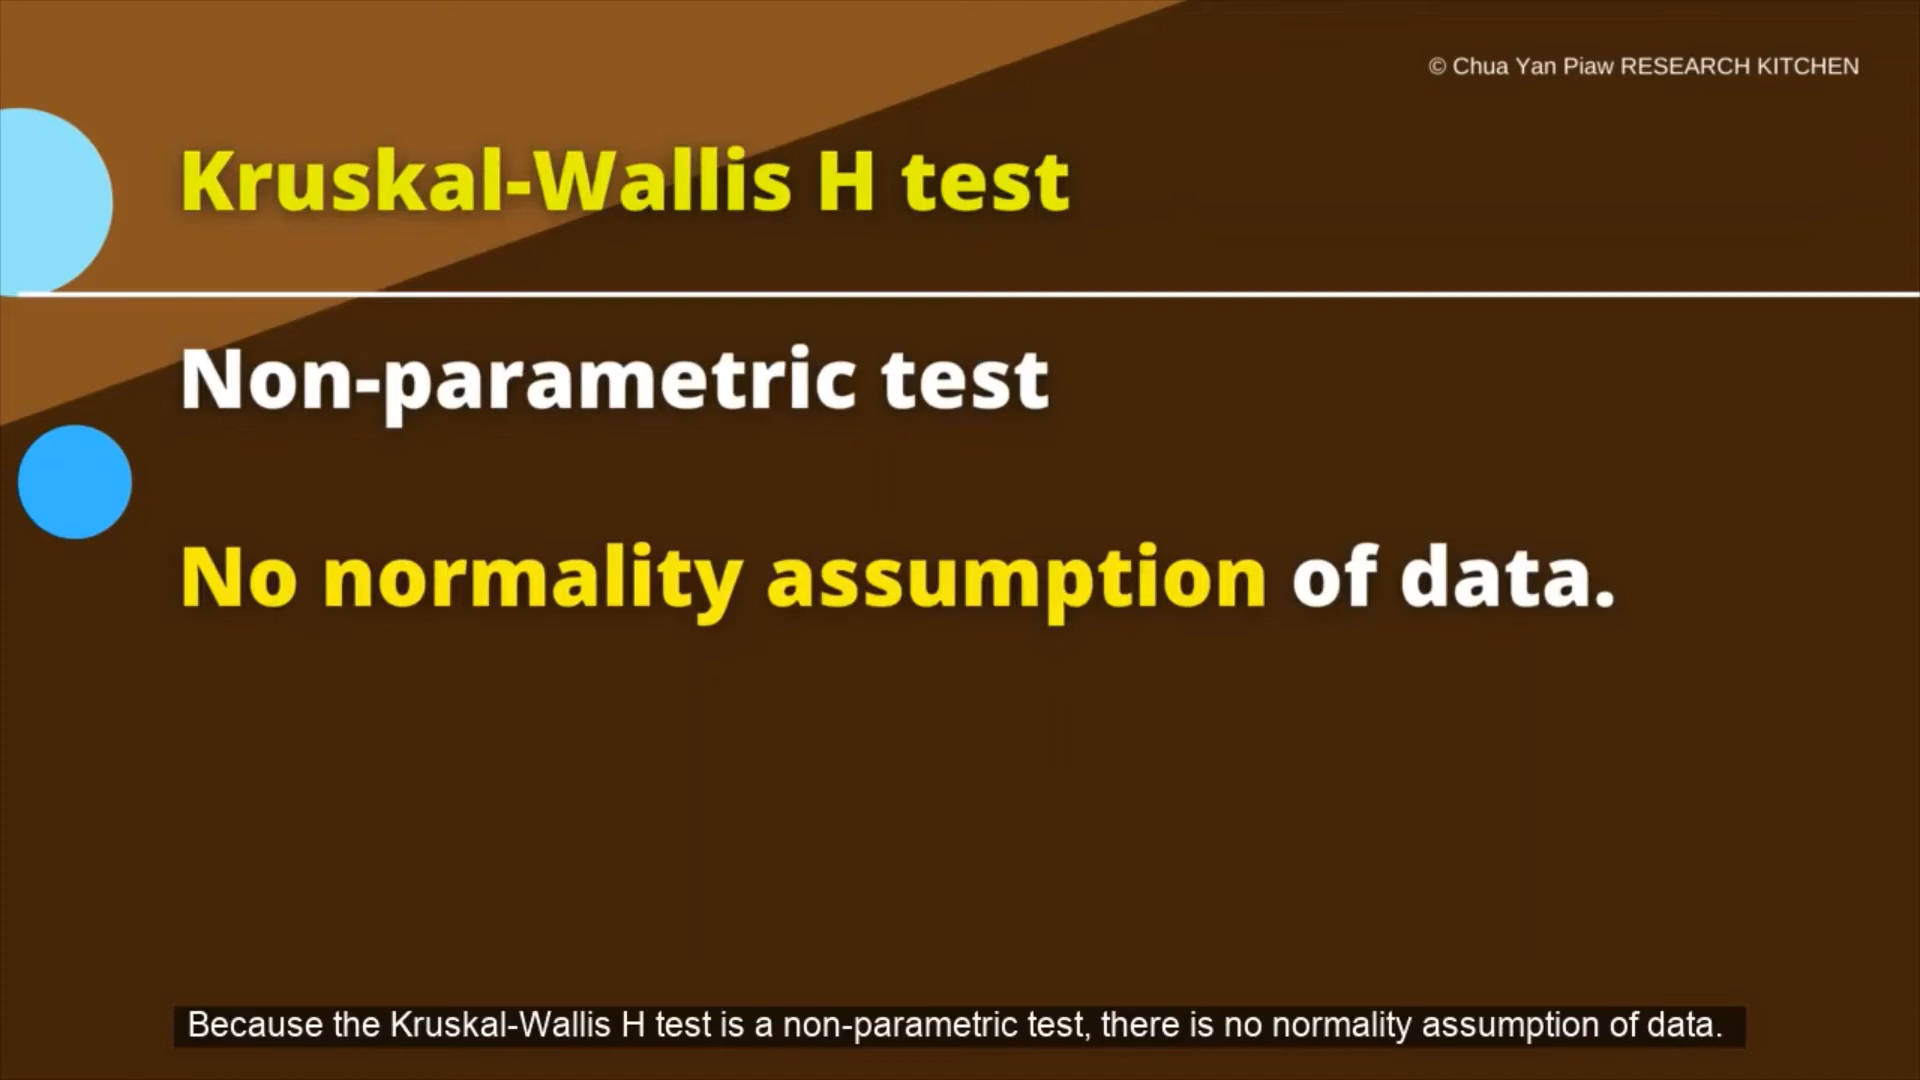 © Chua Yan Piaw RESEARCH KITCHEN
Kruskal-Wallis H test
Non-parametric test
No normality assumption of data.
Because the Kruskal-Wallis H test is a non-parametric test, there is no normality assumption of data.